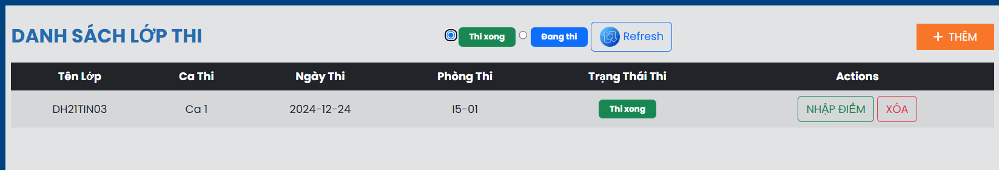 DANH SÁCH LỚP THI Thi xong Đang thi Refresh + THÊM
Tên Lớp Ca Thi Ngày Thi Phòng Thi Trạng Thái Thi Actions
DH21TIN03 Ca 1 2024-12-24 I5-01 Thi xong NHẬP ĐIỂM XÓA